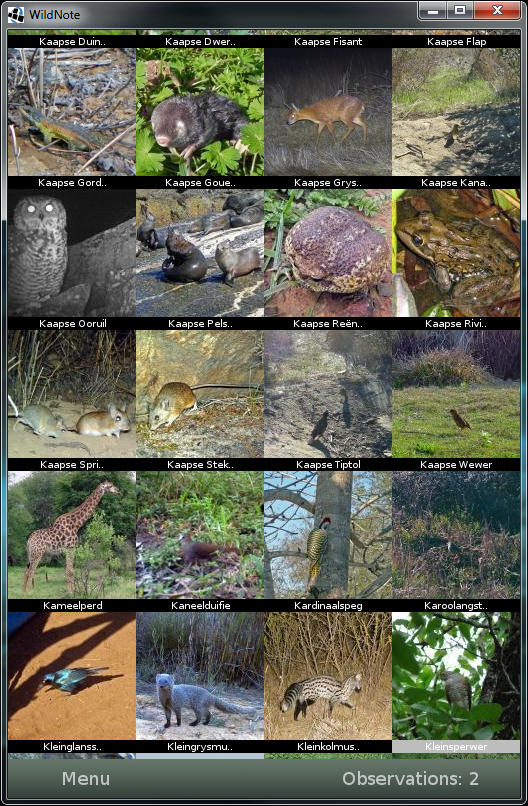 WildNote
Kaapse Duin..
Kaapse Dwer..
Kaapse Fisant
Kaapse Flap
Kaapse Gord..
Kaapse Goue..
Kaapse Grys..
Kaapse Kana..
Kaapse Ooruil
Kaapse Pels..
Kaapse Reën..
Kaapse Rivi..
Kaapse Spri..
Kaapse Stek..
Kaapse Tiptol
Kaapse Wewer
Kameelperd
Kaneelduifie
Kardinaalspeg
Karoolangst..
Kleinglanss..
Kleingrysmu..
Kleinkolmus..
Kleinsperwer
Menu
Observations: 2